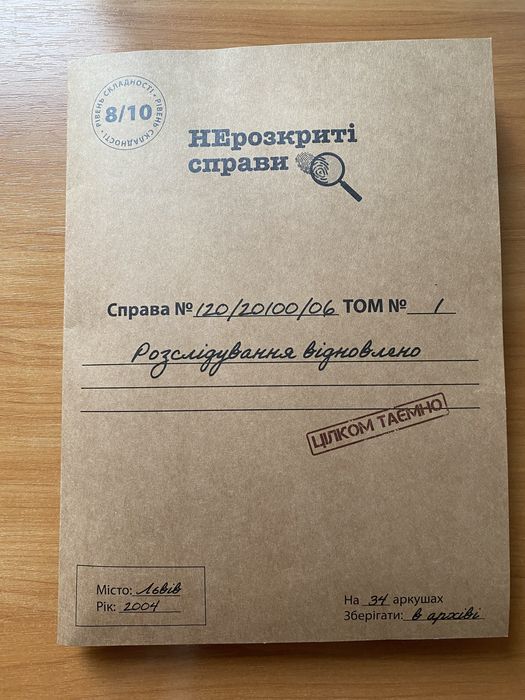 РІВЕНЬ СКЛАДНОСТІ • РІВЕНЬ СКЛАДНОСТІ •
8/10
НЕрозкриті
справи
Справа № 120/20100/06 ТОМ № 1
Розслідування відновлено
ЦІЛКОМ ТАЄМНО
Місто: Львів
Рік: 2004
На 34 аркушах
Зберігати: в архіві